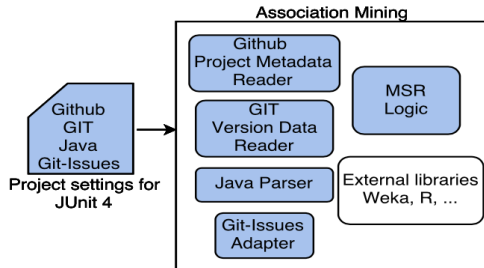 Association Mining
Github
Project Metadata
Reader
MSR
Logic
Github
GIT
Java
Git-Issues
GIT
Version Data
Reader
Project settings for
JUnit 4
Java Parser
External libraries
Weka, R, ...
Git-Issues
Adapter